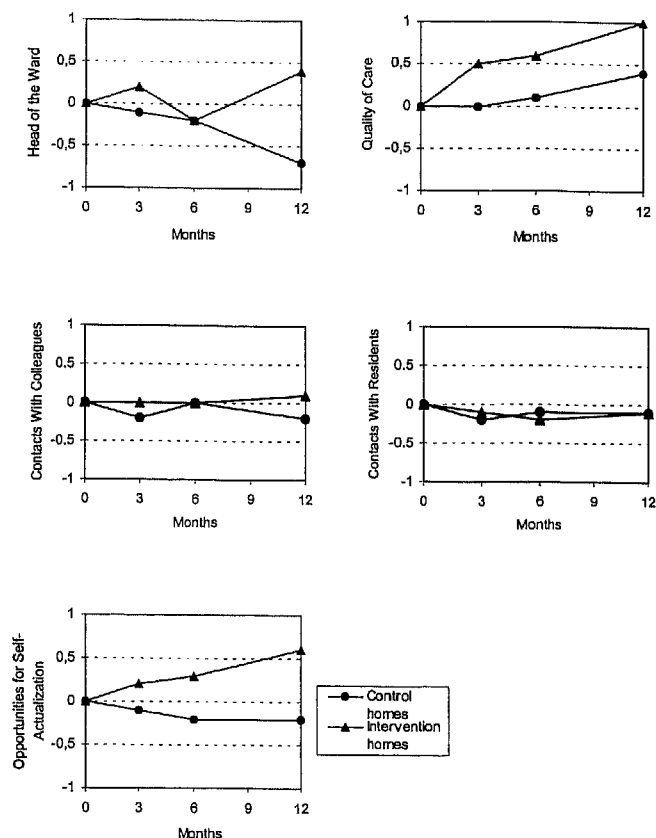 Head of the Ward
1
0,5
0
-0,5
-1
0 3 6 9 12
Months
Quality of Care
1
0,5
0
-0,5
-1
0 3 6 9 12
Months
Contacts With Colleagues
1
0,5
0
-0,5
-1
0 3 6 9 12
Months
Contacts With Residents
1
0,5
0
-0,5
-1
0 3 6 9 12
Months
Opportunities for Self-
Actualization
1
0,5
0
-0,5
-1
0 3 6 9 12
Months
Control
homes
Intervention
homes